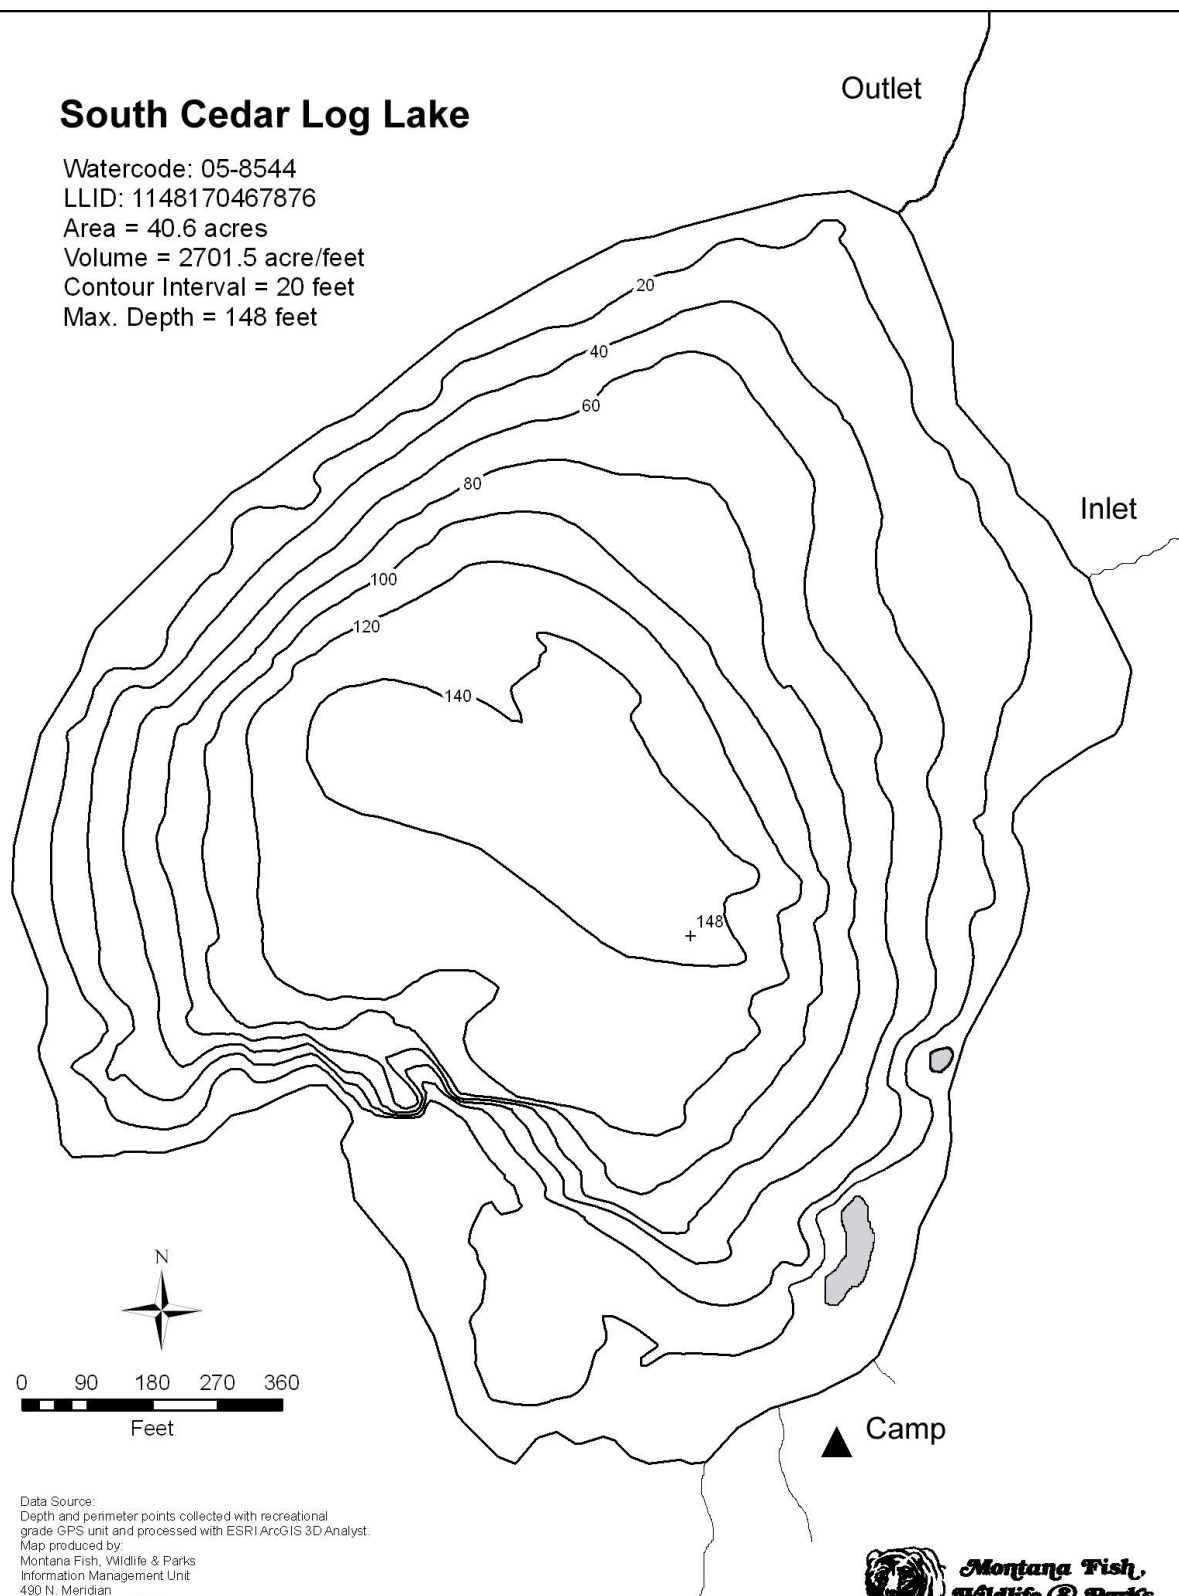 Outlet
South Cedar Log Lake
Watercode: 05-8544
LLID: 1148170467876
Area = 40.6 acres
Volume = 2701.5 acre/feet
Contour Interval = 20 feet
Max. Depth = 148 feet
20
40
60
80
Inlet
100
120
140
148
N
0 90 180 270 360
Feet
Camp
Data Source:
Depth and perimeter points collected with recreational
grade GPS unit and processed with ESRI ArcGIS 3D Analyst.
Map produced by:
Montana Fish, Wildlife & Parks
Information Management Unit
490 N. Meridian
Montana Fish,
Wildlife & Parks